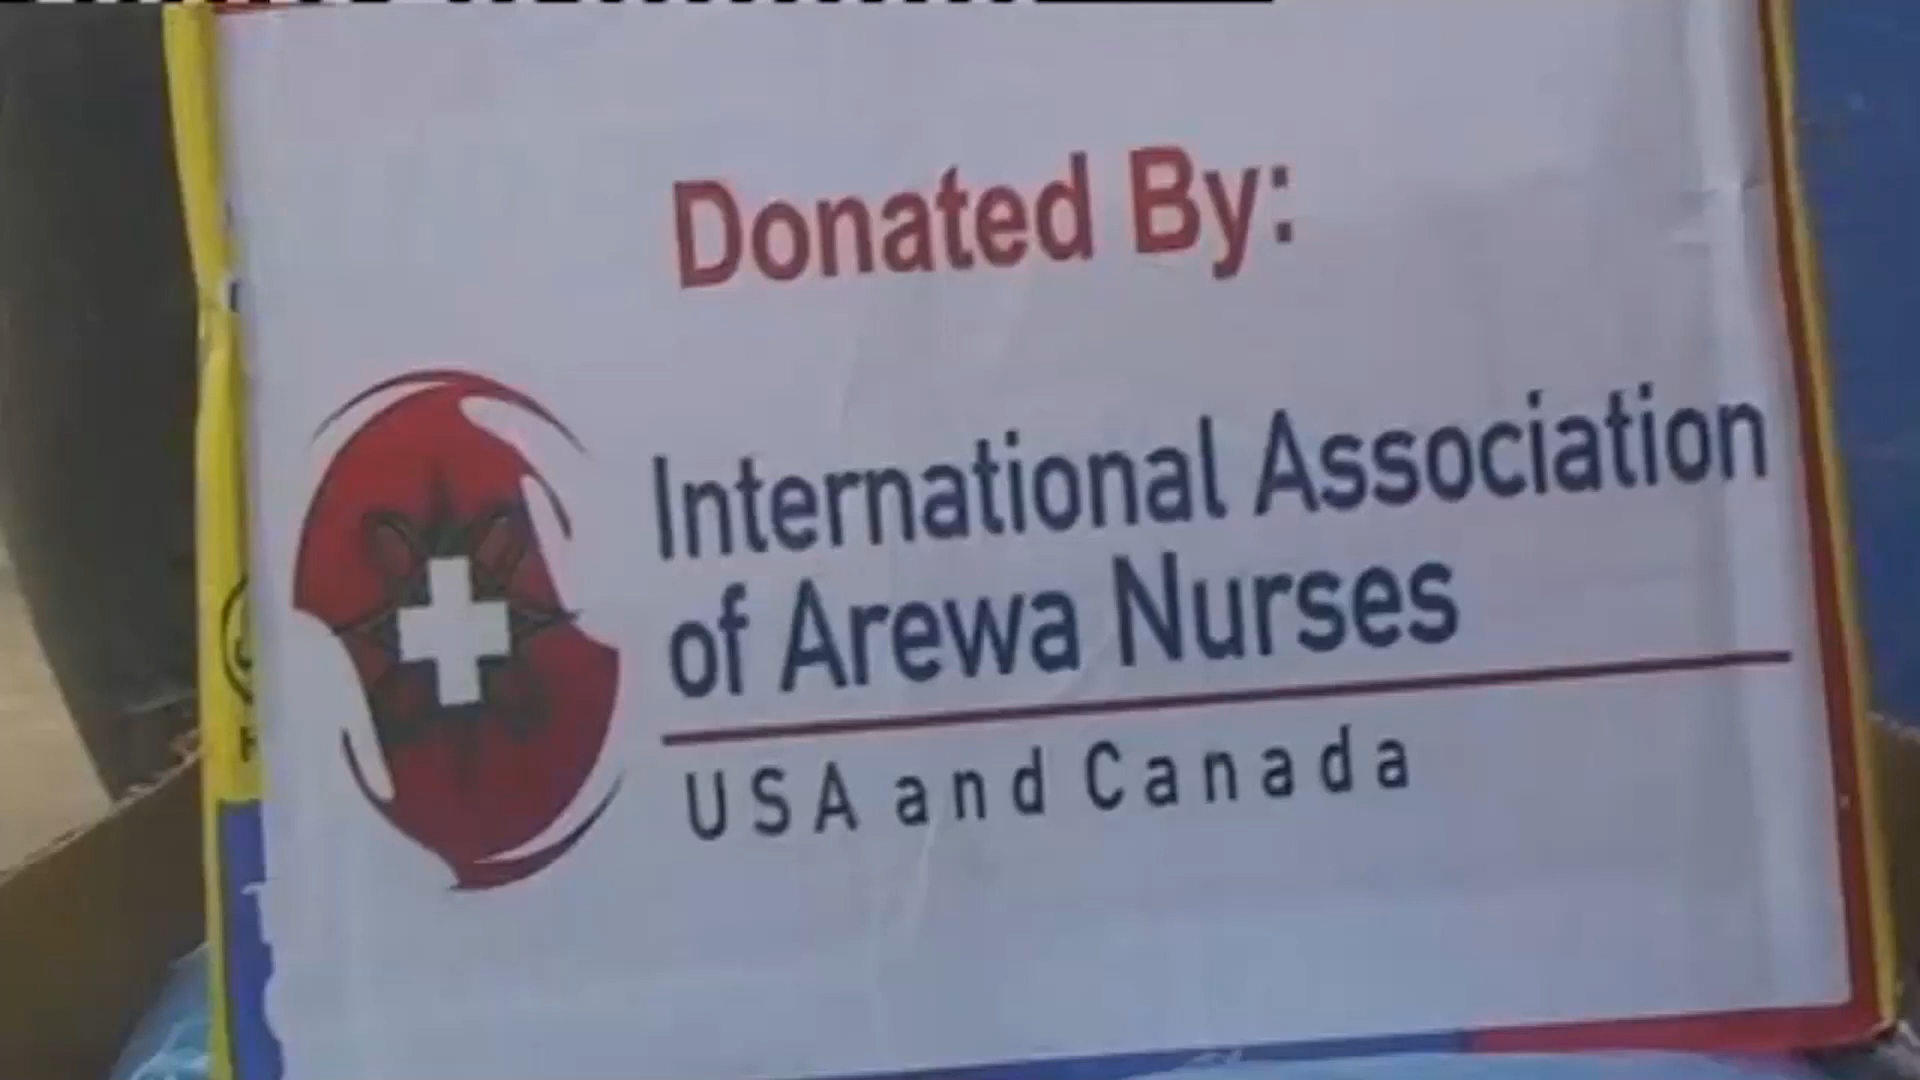 Donated By:
International Association
of Arewa Nurses
USA and Canada